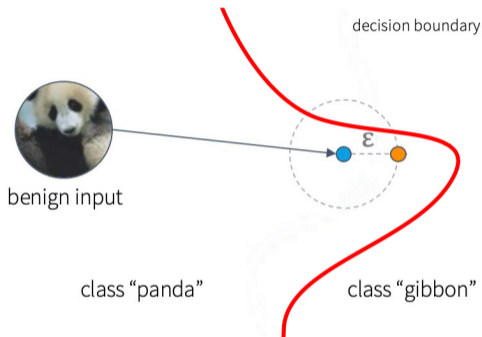 decision boundary
ε
benign input
class “panda”
class “gibbon”